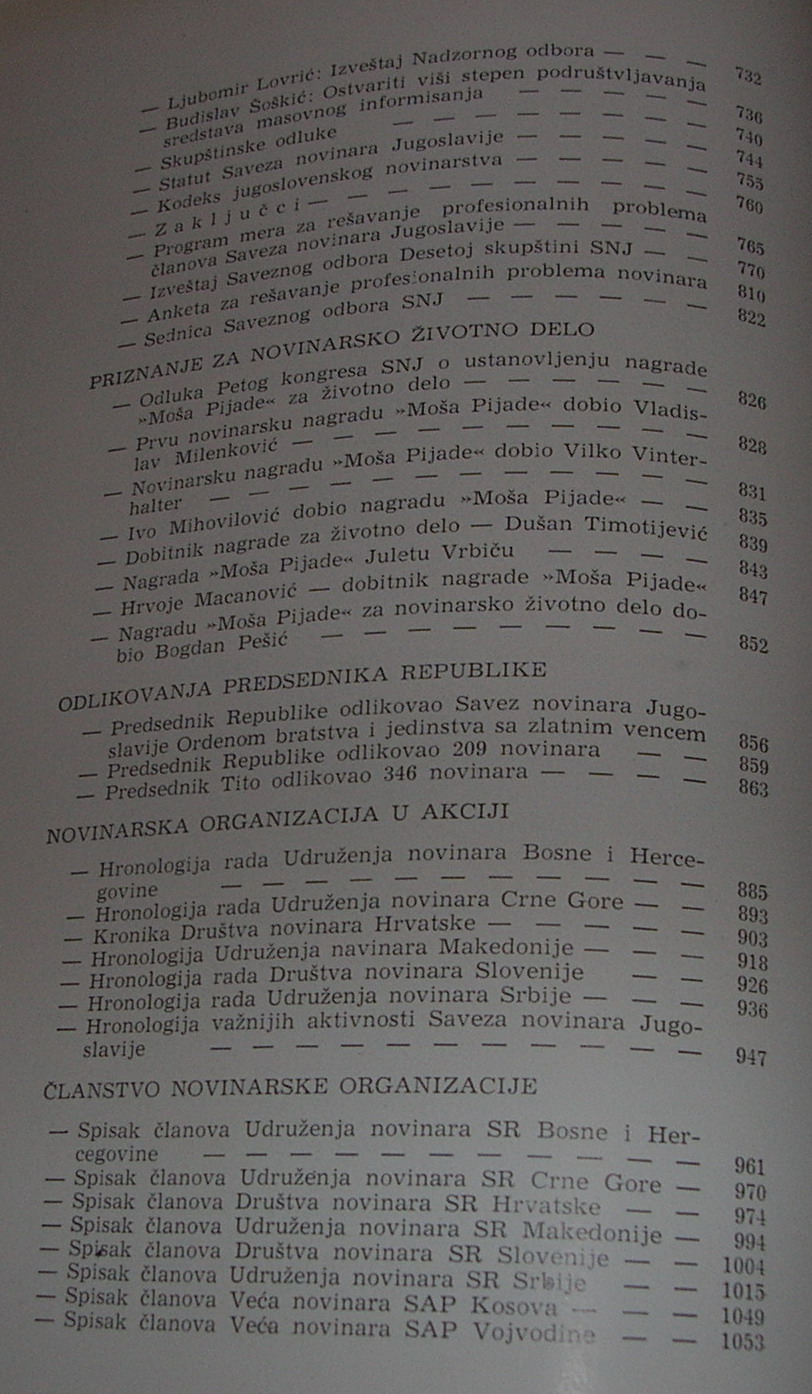 — Ljubomir Lovrić: Izveštaj Nadzornog odbora — — — 732
— Budislav Šoškić: Ostvariti viši stepen podruštvljavanja
sredstava masovnog informisanja — — — — — 736
— Skupštinske odluke — — — — — — — — 740
— Statut Saveza novinara Jugoslavije — — — — — 744
— Kodeks jugoslovenskog novinarstva — — — — — 755
— Z a k l j u č c i — — — — — — — — — — 760
— Program mera za rešavanje profesionalnih problema
članova Saveza novinara Jugoslavije — — — — — 765
— Izveštaj Saveznog odbora Desetoj skupštini SNJ — — 770
— Anketa za rešavanje profesionalnih problema novinara 810
— Sednica Saveznog odbora SNJ — — — — — — 822
PRIZNANJE ZA NOVINARSKO ŽIVOTNO DELO
— Odluka Petog kongresa SNJ o ustanovljenju nagrade
»Moša Pijade« za životno delo — — — — — — 826
— Prvu novinarsku nagradu »Moša Pijade« dobio Vladis-
lav Milenković — — — — — — — — — — 828
— Novinarsku nagradu »Moša Pijade« dobio Vilko Vinter-
halter — — — — — — — — — — — — 831
— Ivo Mihovilović dobio nagradu »Moša Pijade« — — 835
— Dobitnik nagrade za životno delo — Dušan Timotijević 839
— Nagrada »Moša Pijade« Juletu Vrbiču — — — — 843
— Hrvoje Macanović — dobitnik nagrade »Moša Pijade« 847
— Nagradu »Moša Pijade« za novinarsko životno delo do-
bio Bogdan Pešić — — — — — — — — — 852
ODLIKOVANJA PREDSEDNIKA REPUBLIKE
— Predsednik Republike odlikovao Savez novinara Jugo-
slavije Ordenom bratstva i jedinstva sa zlatnim vencem 856
— Predsednik Republike odlikovao 209 novinara — — 859
— Predsednik Tito odlikovao 346 novinara — — — — 863
NOVINARSKA ORGANIZACIJA U AKCIJI
— Hronologija rada Udruženja novinara Bosne i Herce-
govine — — — — — — — — — — — — 885
— Hronologija rada Udruženja novinara Crne Gore — — 893
— Kronika Društva novinara Hrvatske — — — — — 903
— Hronologija Udruženja navinara Makedonije — — — 918
— Hronologija rada Društva novinara Slovenije — — 926
— Hronologija rada Udruženja novinara Srbije — — — 936
— Hronologija važnijih aktivnosti Saveza novinara Jugo-
slavije — — — — — — — — — — — — 947
ČLANSTVO NOVINARSKE ORGANIZACIJE
— Spisak članova Udruženja novinara SR Bosne i Her-
cegovine — — — — — — — — — — — — 961
— Spisak članova Udruženja novinara SR Crne Gore — 970
— Spisak članova Društva novinara SR Hrvatske — — 974
— Spisak članova Udruženja novinara SR Makedonije — 994
— Spisak članova Društva novinara SR Slovenije — — 1004
— Spisak članova Udruženja novinara SR Srbije — — 1015
— Spisak članova Veća novinara SAP Kosova — — — 1049
— Spisak članova Veća novinara SAP Vojvodine — — 1053